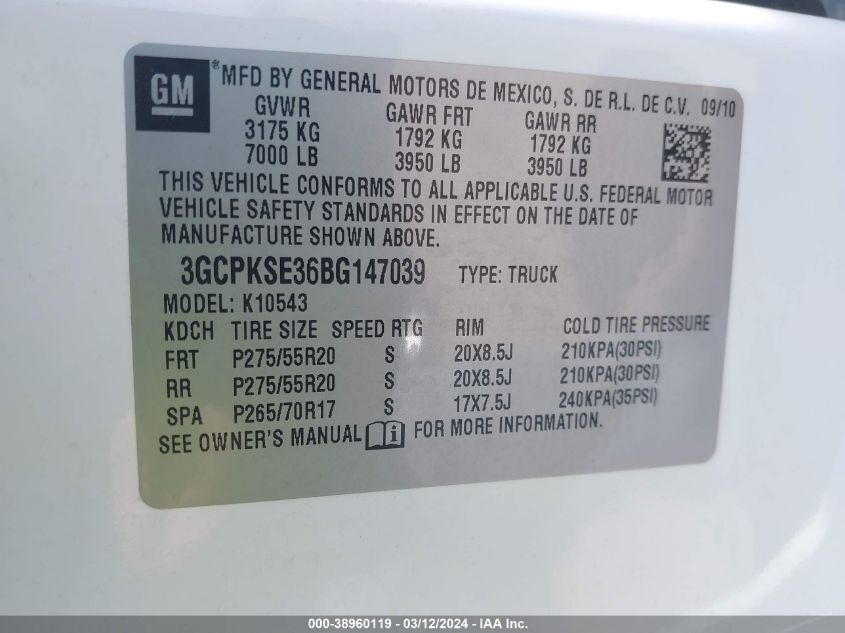 GM ® MFD BY GENERAL MOTORS DE MEXICO, S. DE R.L. DE C.V. 09/10
GVWR GAWR FRT GAWR RR
3175 KG 1792 KG 1792 KG
7000 LB 3950 LB 3950 LB
THIS VEHICLE CONFORMS TO ALL APPLICABLE U.S. FEDERAL MOTOR
VEHICLE SAFETY STANDARDS IN EFFECT ON THE DATE OF
MANUFACTURE SHOWN ABOVE.
3GCPKSE36BG147039 TYPE: TRUCK
MODEL: K10543
KDCH TIRE SIZE SPEED RTG RIM COLD TIRE PRESSURE
FRT P275/55R20 S 20X8.5J 210KPA(30PSI)
RR P275/55R20 S 20X8.5J 210KPA(30PSI)
SPA P265/70R17 S 17X7.5J 240KPA(35PSI)
SEE OWNER'S MANUAL i FOR MORE INFORMATION.
000-38960119 - 03/12/2024 - IAA Inc.